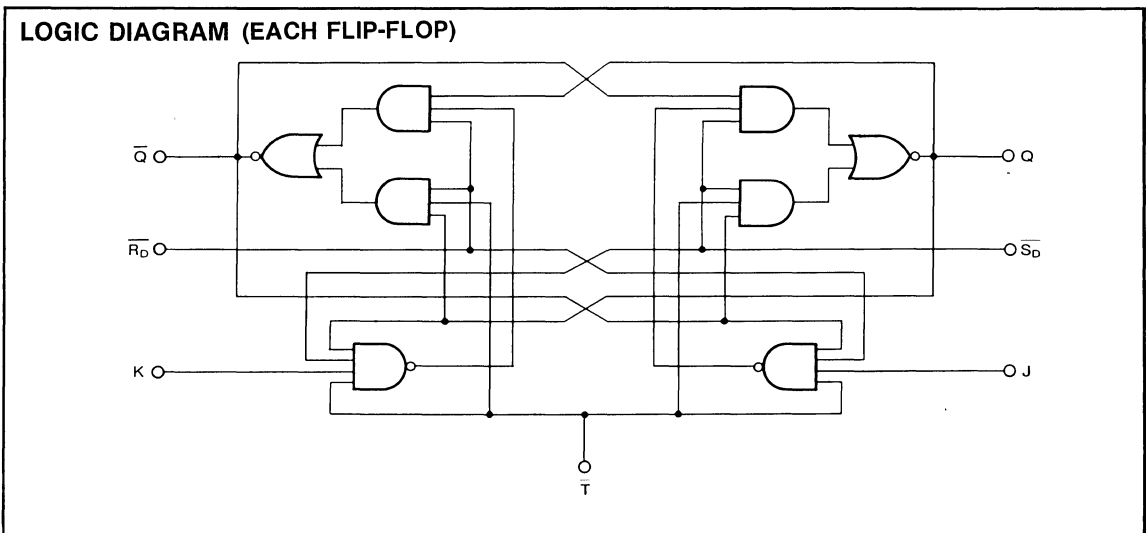 LOGIC DIAGRAM (EACH FLIP-FLOP)
Q̅ Q
R̅D̅ S̅D̅
K J
T̅